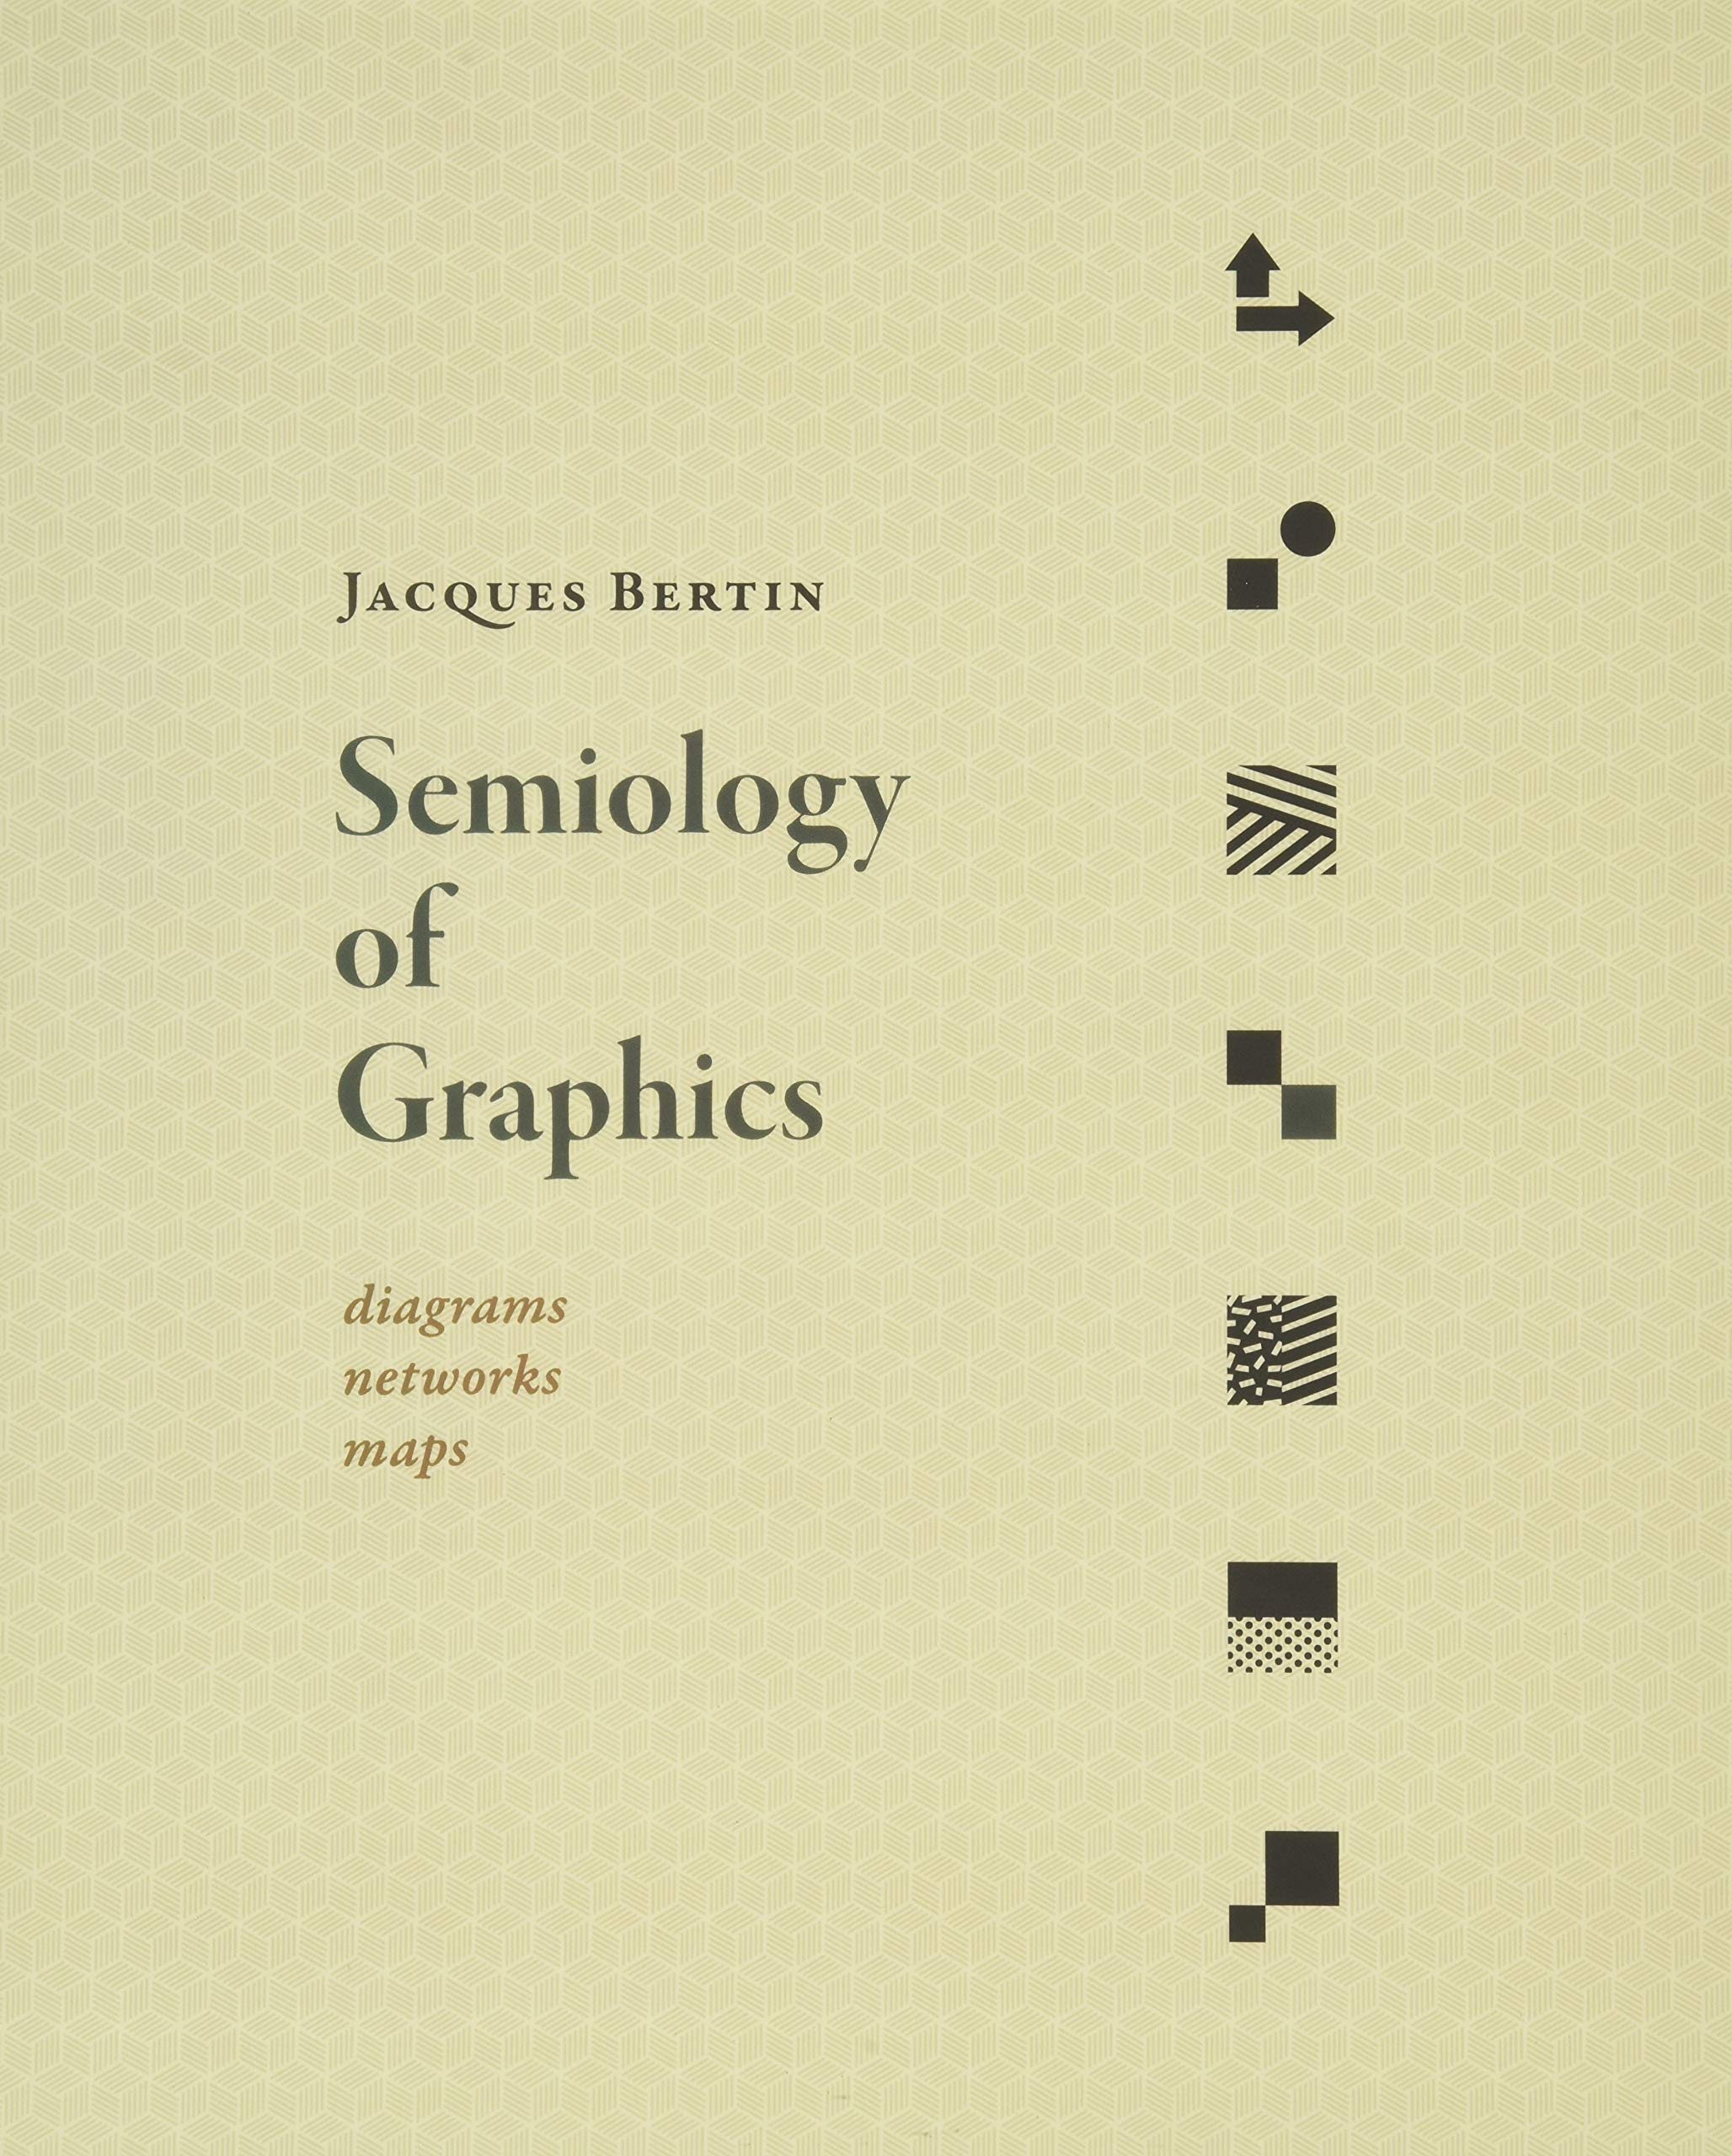 Jacques Bertin
Semiology
of
Graphics
diagrams
networks
maps